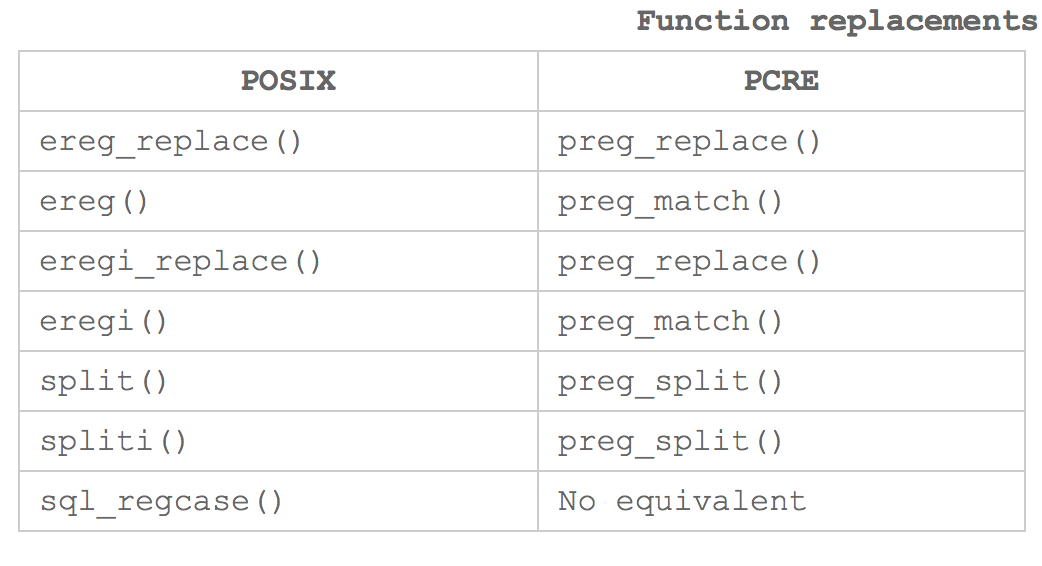 Function replacements
POSIX PCRE
ereg_replace() preg_replace()
ereg() preg_match()
eregi_replace() preg_replace()
eregi() preg_match()
split() preg_split()
spliti() preg_split()
sql_regcase() No equivalent